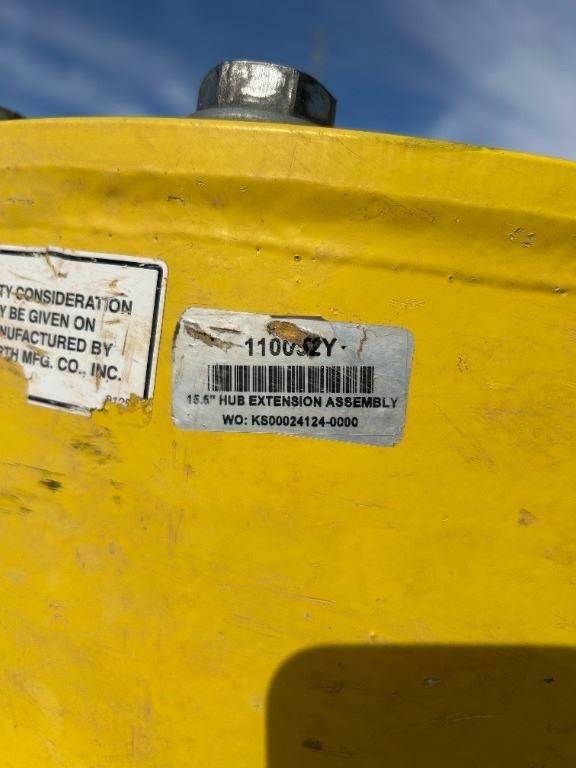 TY CONSIDERATION
Y BE GIVEN ON
NUFACTURED BY
RTH MFG. CO., INC.
15.5" HUB EXTENSION ASSEMBLY
WO: KS00024124-0000